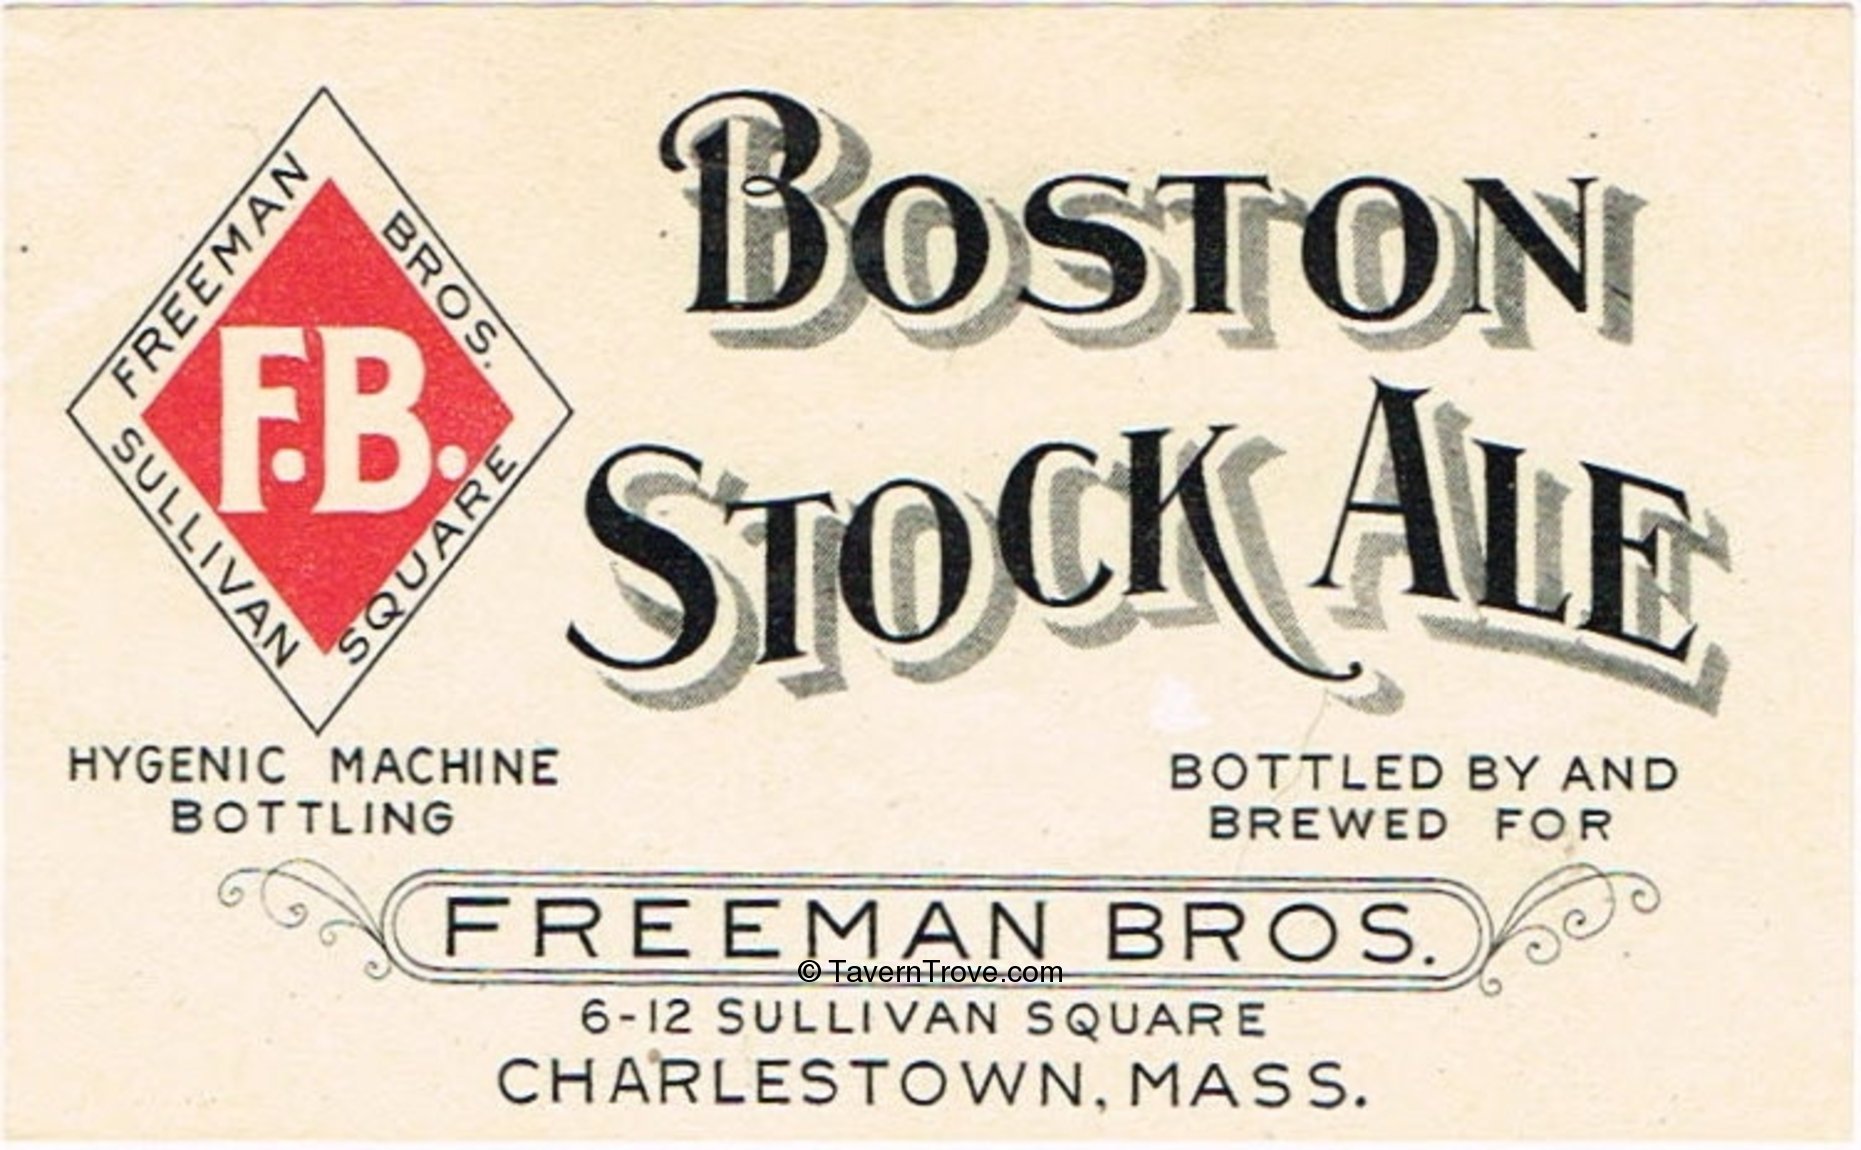 FREEMAN BROS.
F.B.
SULLIVAN SQUARE
BOSTON
STOCK ALE
HYGENIC MACHINE
BOTTLING
BOTTLED BY AND
BREWED FOR
FREEMAN BROS.
© TavernTrove.com
6-12 SULLIVAN SQUARE
CHARLESTOWN, MASS.